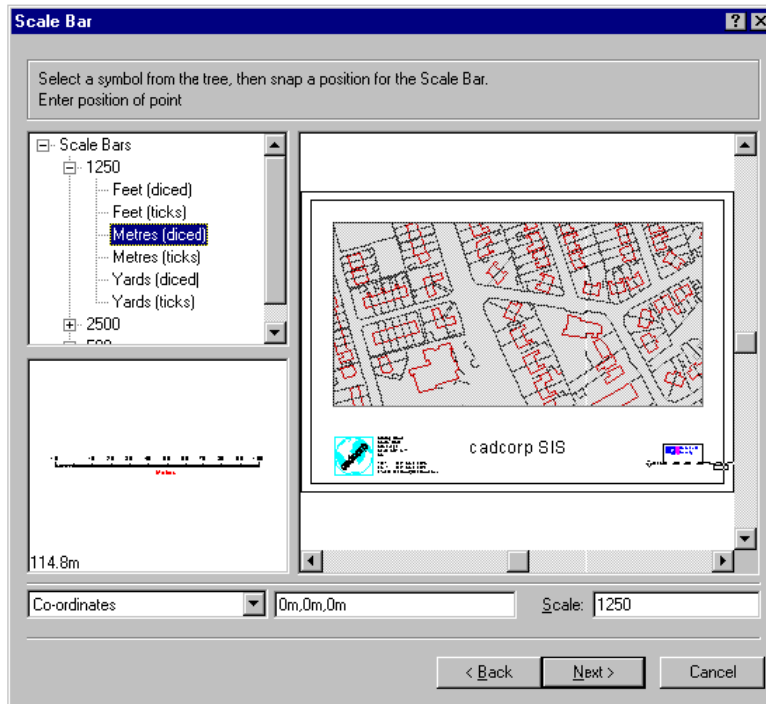 Scale Bar
Select a symbol from the tree, then snap a position for the Scale Bar.
Enter position of point
Scale Bars
1250
Feet (diced)
Feet (ticks)
Metres (diced)
Metres (ticks)
Yards (diced)
Yards (ticks)
2500
cadcorp SIS
cadcorp
Metres
114.8m
Co-ordinates
0m,0m,0m
Scale: 1250
< Back
Next >
Cancel